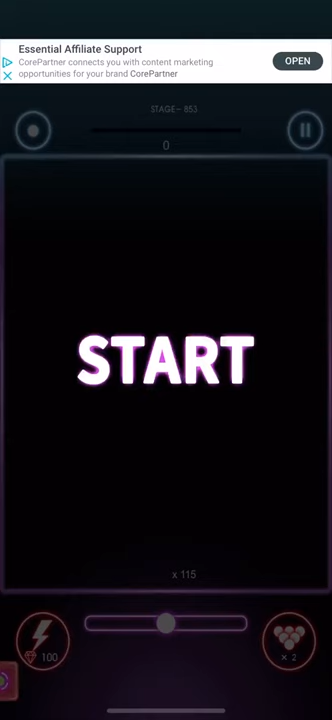 Essential Affiliate Support
CorePartner connects you with content marketing
opportunities for your brand CorePartner
OPEN
STAGE- 853
0
START
x 115
100
× 2